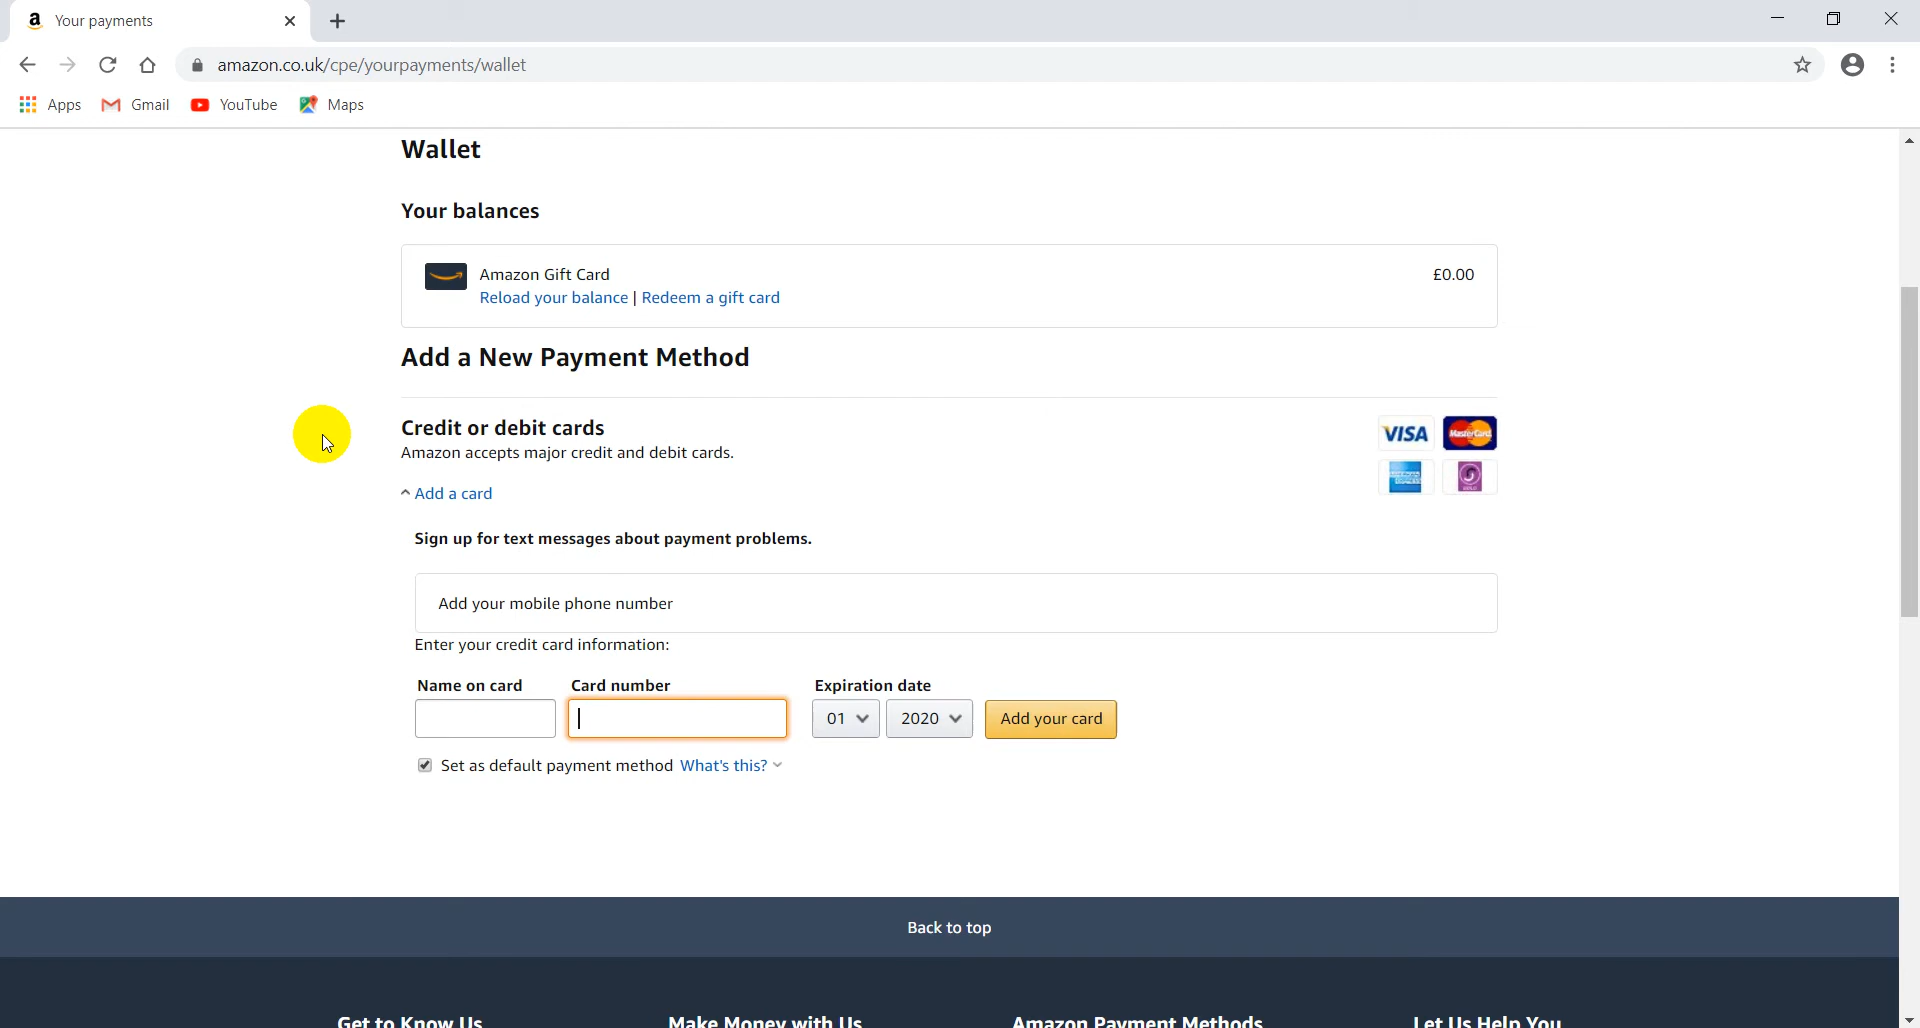 Your payments
amazon.co.uk/cpe/yourpayments/wallet
Apps Gmail YouTube Maps
Wallet
Your balances
Amazon Gift Card £0.00
Reload your balance | Redeem a gift card
Add a New Payment Method
Credit or debit cards
VISA MasterCard
Amazon accepts major credit and debit cards.
Add a card
Sign up for text messages about payment problems.
Add your mobile phone number
Enter your credit card information:
Name on card Card number Expiration date
01 2020 Add your card
Set as default payment method What's this?
Back to top
Get to Know Us Make Money with Us Amazon Payment Methods Let Us Help You